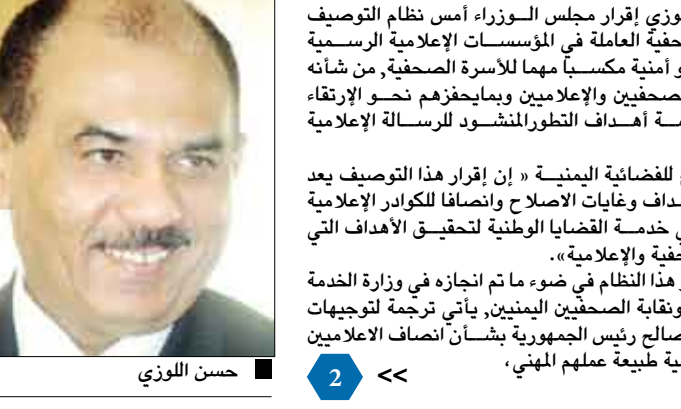 وزي إقرار مجلس الـوزراء أمس نظام التوصيف
حفية العاملة في المؤسسـات الإعلامية الرسـمية
و أمنية مكسـبا مهما للأسرة الصحفية, من شأنه
صحفيين والإعلاميين وبمايحفزهم نحـو الإرتقاء
ـة أهـداف التطورالمنشـود للرسـالة الإعلامية
للفضائية اليمنيـة « إن إقرار هذا التوصيف يعد
ـداف وغايات الاصلاح وانصافا للكوادر الإعلامية
ي خدمـة القضايا الوطنية لتحقيـق الأهداف التي
حفية والإعلامية».
هذا النظام في ضوء ما تم انجازه في وزارة الخدمة
ونقابة الصحفيين اليمنيين, يأتي ترجمة لتوجيهات
صالح رئيس الجمهورية بشـأن انصاف الاعلاميين
ية طبيعة عملهم المهني،
>> 2
حسن اللوزي